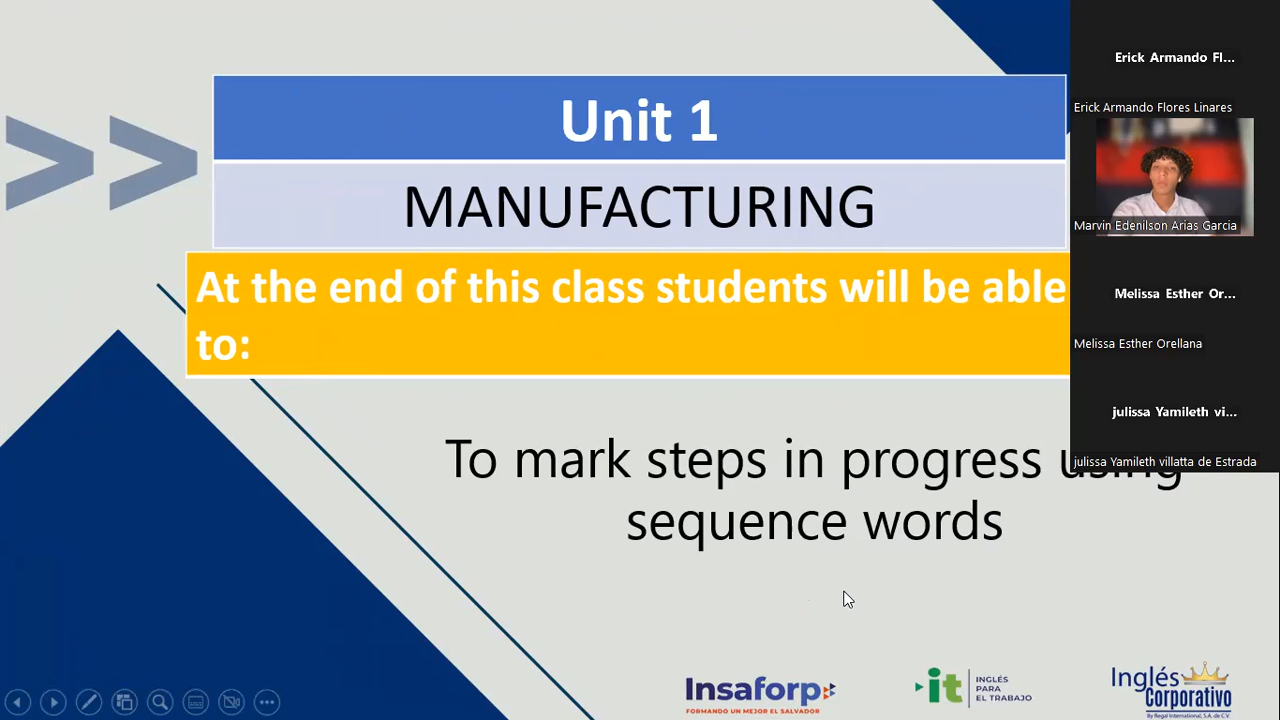 Unit 1
MANUFACTURING
At the end of this class students will be able
to:
To mark steps in progress using
sequence words
Erick Armando Fl...
Erick Armando Flores Linares
Marvin Edenilson Arias Garcia
Melissa Esther Or...
Melissa Esther Orellana
julissa Yamileth vi...
julissa Yamileth villatta de Estrada
Insaforp
FORMANDO UN MEJOR EL SALVADOR
it
INGLÉS
PARA
EL TRABAJO
Inglés
Corporativo
By Regal International, S.A. de C.V.